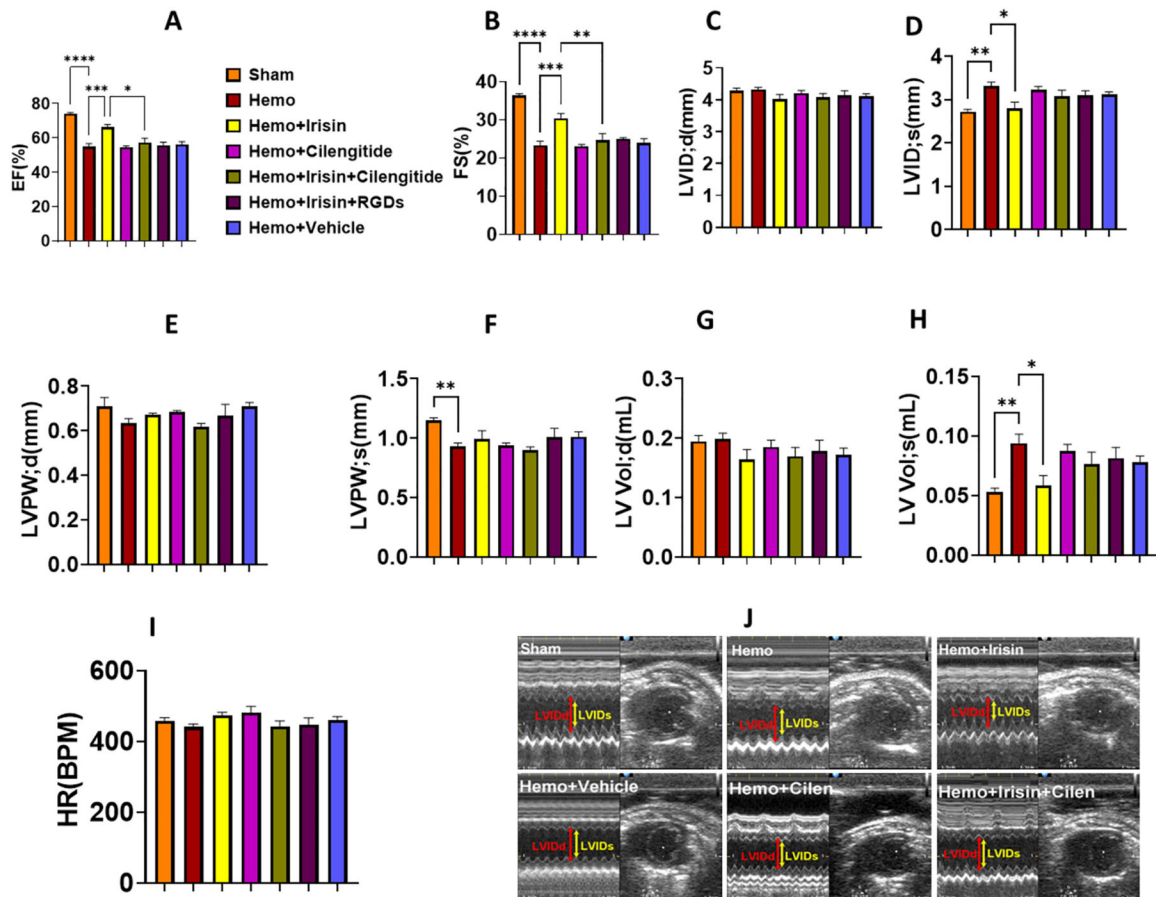 A
****
***
*
EF(%)
80
60
40
20
0
Sham
Hemo
Hemo+Irisin
Hemo+Cilengitide
Hemo+Irisin+Cilengitide
Hemo+Irisin+RGDs
Hemo+Vehicle
B
****
***
**
FS(%)
40
30
20
10
0
C
LVID;d(mm)
5
4
3
2
1
0
D
**
*
LVID;s(mm)
4
3
2
1
0
E
LVPW;d(mm)
0.8
0.6
0.4
0.2
0.0
F
**
LVPW;s(mm)
1.5
1.0
0.5
0.0
G
LV Vol;d(mL)
0.3
0.2
0.1
0.0
H
**
*
LV Vol;s(mL)
0.15
0.10
0.05
0.00
I
HR(BPM)
600
400
200
0
J
Sham
LVIDd
LVIDs
Hemo
LVIDd
LVIDs
Hemo+Irisin
LVIDd
LVIDs
Hemo+Vehicle
LVIDd
LVIDs
Hemo+Cilen
LVIDd
LVIDs
Hemo+Irisin+Cilen
LVIDd
LVIDs